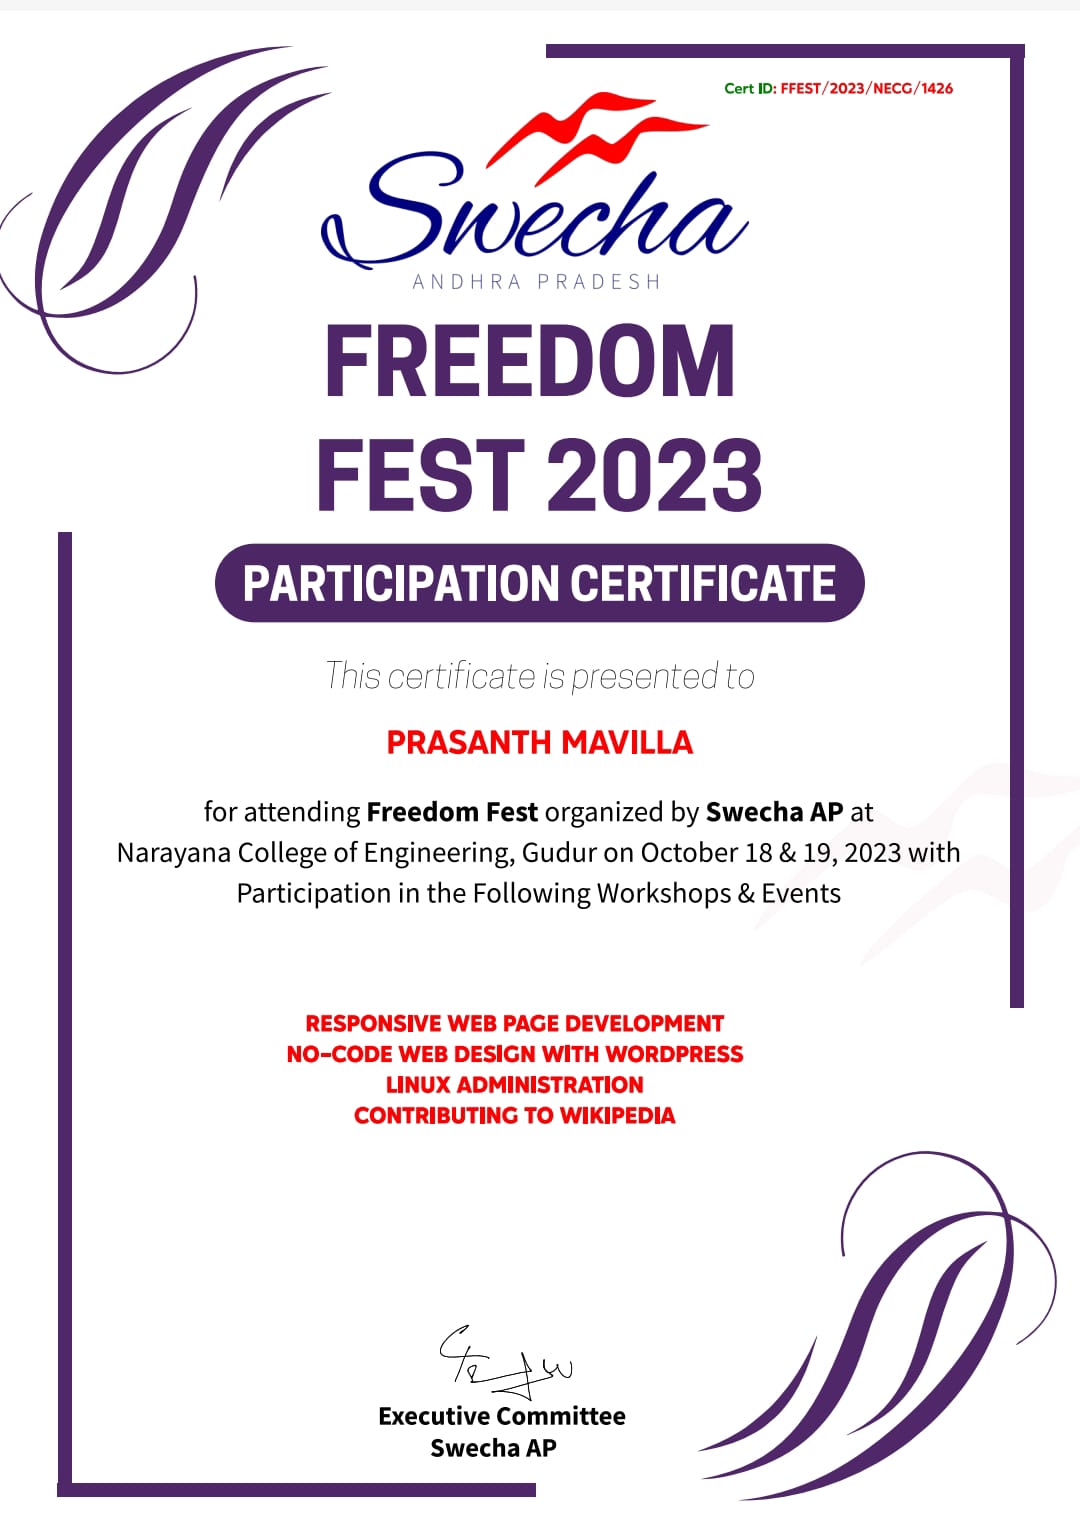 Cert ID: FFEST/2023/NECG/1426
Swecha
ANDHRA PRADESH
FREEDOM
FEST 2023
PARTICIPATION CERTIFICATE
This certificate is presented to
PRASANTH MAVILLA
for attending Freedom Fest organized by Swecha AP at
Narayana College of Engineering, Gudur on October 18 & 19, 2023 with
Participation in the Following Workshops & Events
RESPONSIVE WEB PAGE DEVELOPMENT
NO-CODE WEB DESIGN WITH WORDPRESS
LINUX ADMINISTRATION
CONTRIBUTING TO WIKIPEDIA
Executive Committee
Swecha AP